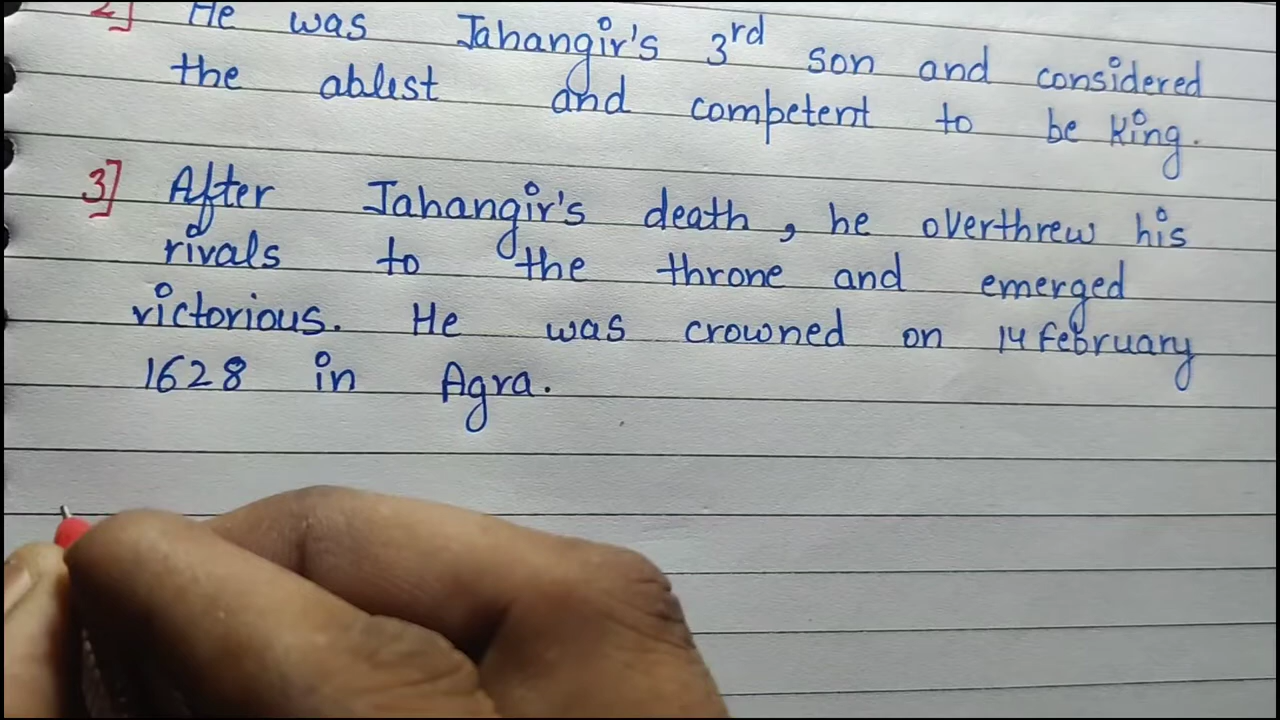 2] He was Jahangir's 3rd son and considered
the ablest and competent to be King.
3] After Jahangir's death, he overthrew his
rivals to the throne and emerged
victorious. He was crowned on 14 February
1628 in Agra.